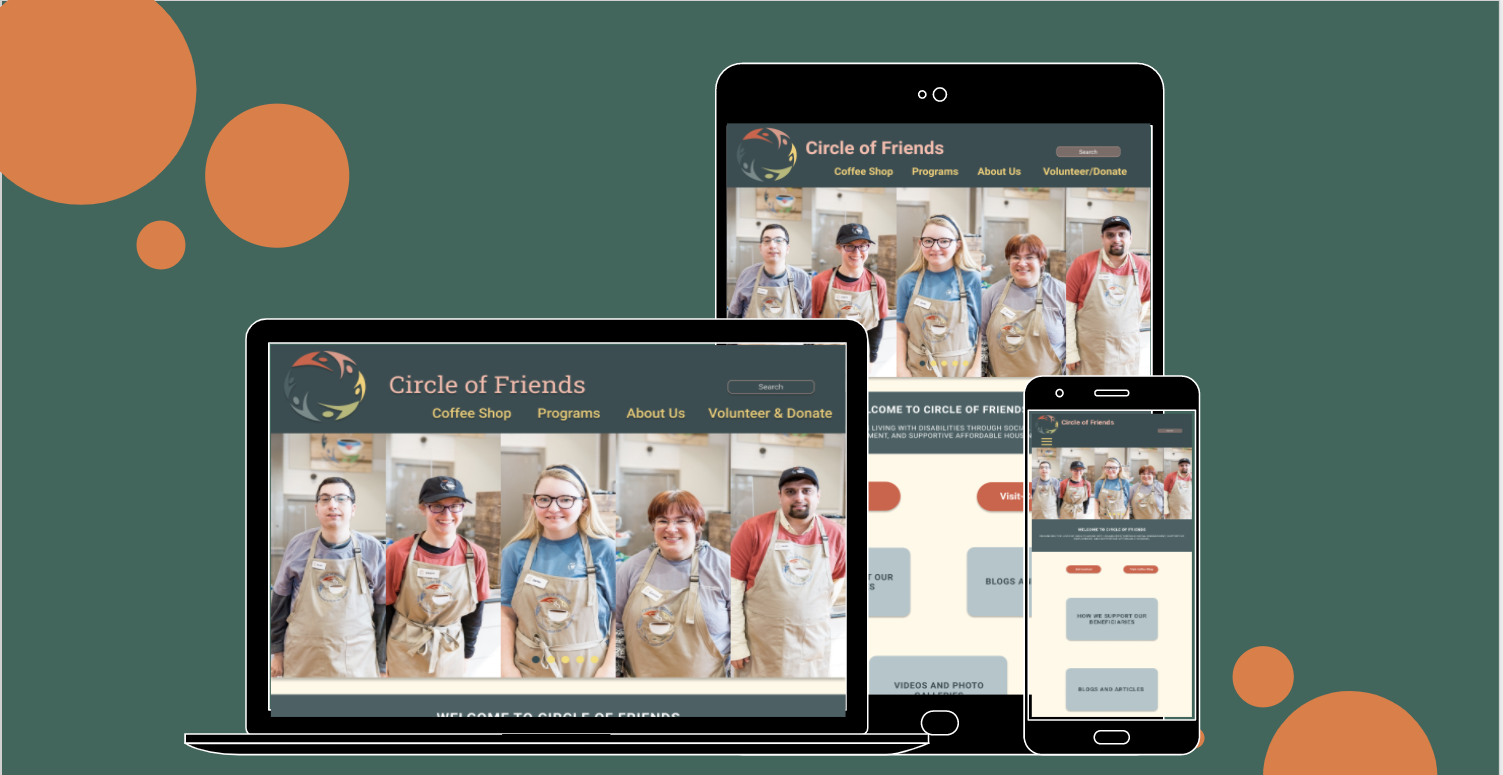 Circle of Friends
Search
Coffee Shop Programs About Us Volunteer/Donate
LCOME TO CIRCLE OF FRIENDS
LIVING WITH DISABILITIES THROUGH SOCI
MENT, AND SUPPORTIVE AFFORDABLE HOUS
Visit-
T OUR
S
BLOGS A
VIDEOS AND PHOTO
GALLERIES
Circle of Friends
Search
Coffee Shop Programs About Us Volunteer & Donate
WELCOME TO CIRCLE OF FRIENDS
Circle of Friends
WELCOME TO CIRCLE OF FRIENDS
HOW WE SUPPORT OUR
BENEFICIARIES
BLOGS AND ARTICLES